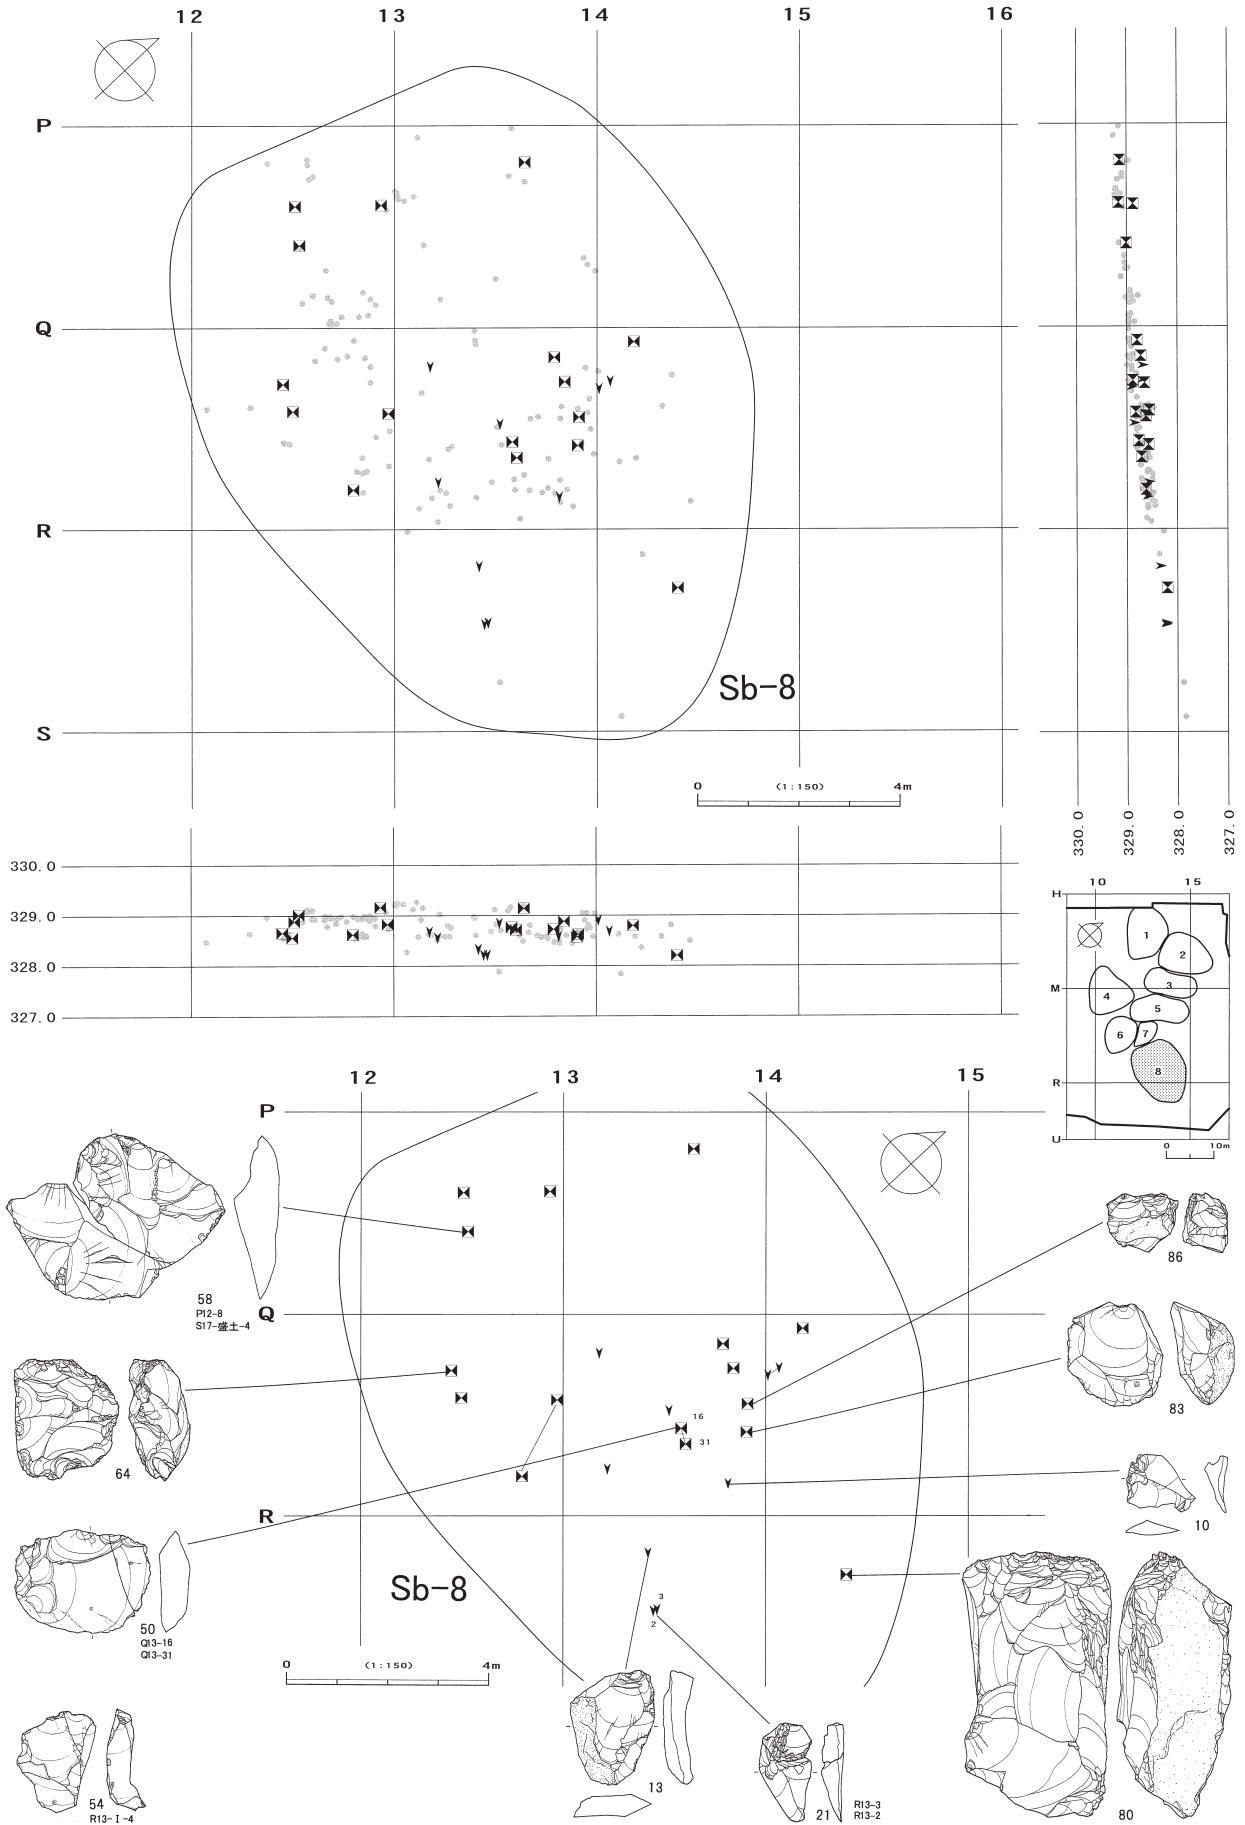 12 13 14 15 16
P
Q
R
Sb-8
S
0 (1:150) 4m
330.0 329.0 328.0 327.0
330.0
329.0
328.0
327.0
10 15
H
1
2
M
3
4
5
6 7
8
R
U
0 10m
12 13 14 15
P
86
58
P12-8
S17-盛土-4
Q
83
64
16
31
10
R
Sb-8
50
Q13-16
Q13-31
3
2
0 (1:150) 4m
54
R13-Ⅰ-4
13
21
R13-3
R13-2
80